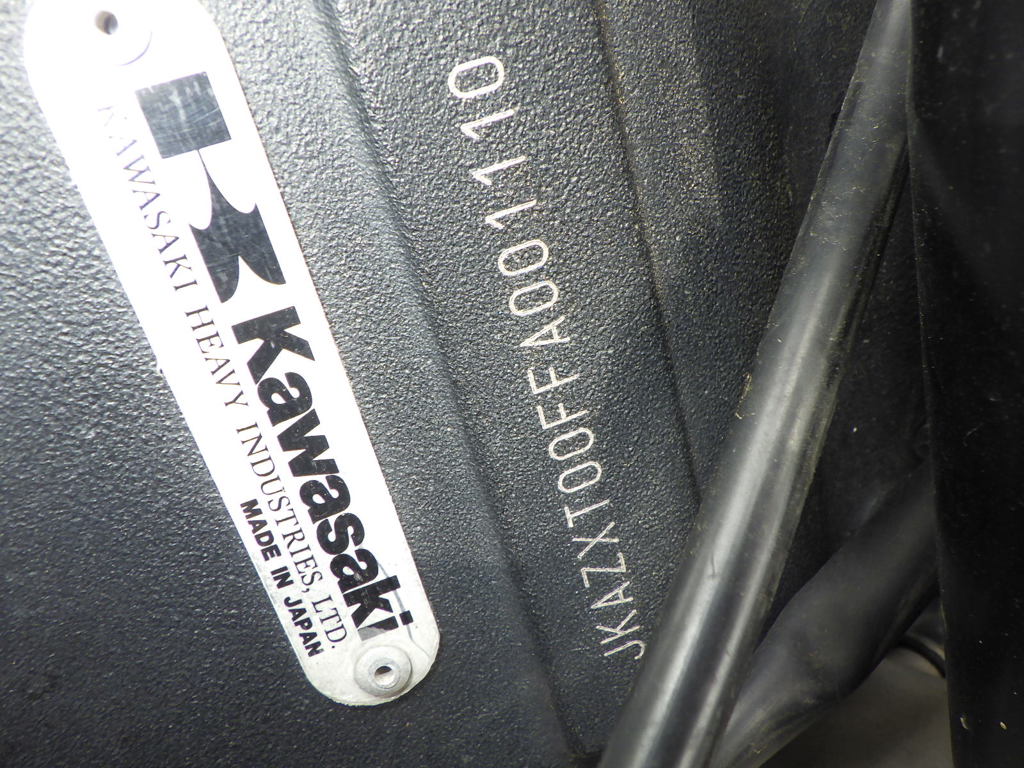 Kawasaki
KAWASAKI HEAVY INDUSTRIES, LTD.
MADE IN JAPAN
JKAZXT00FFA001110